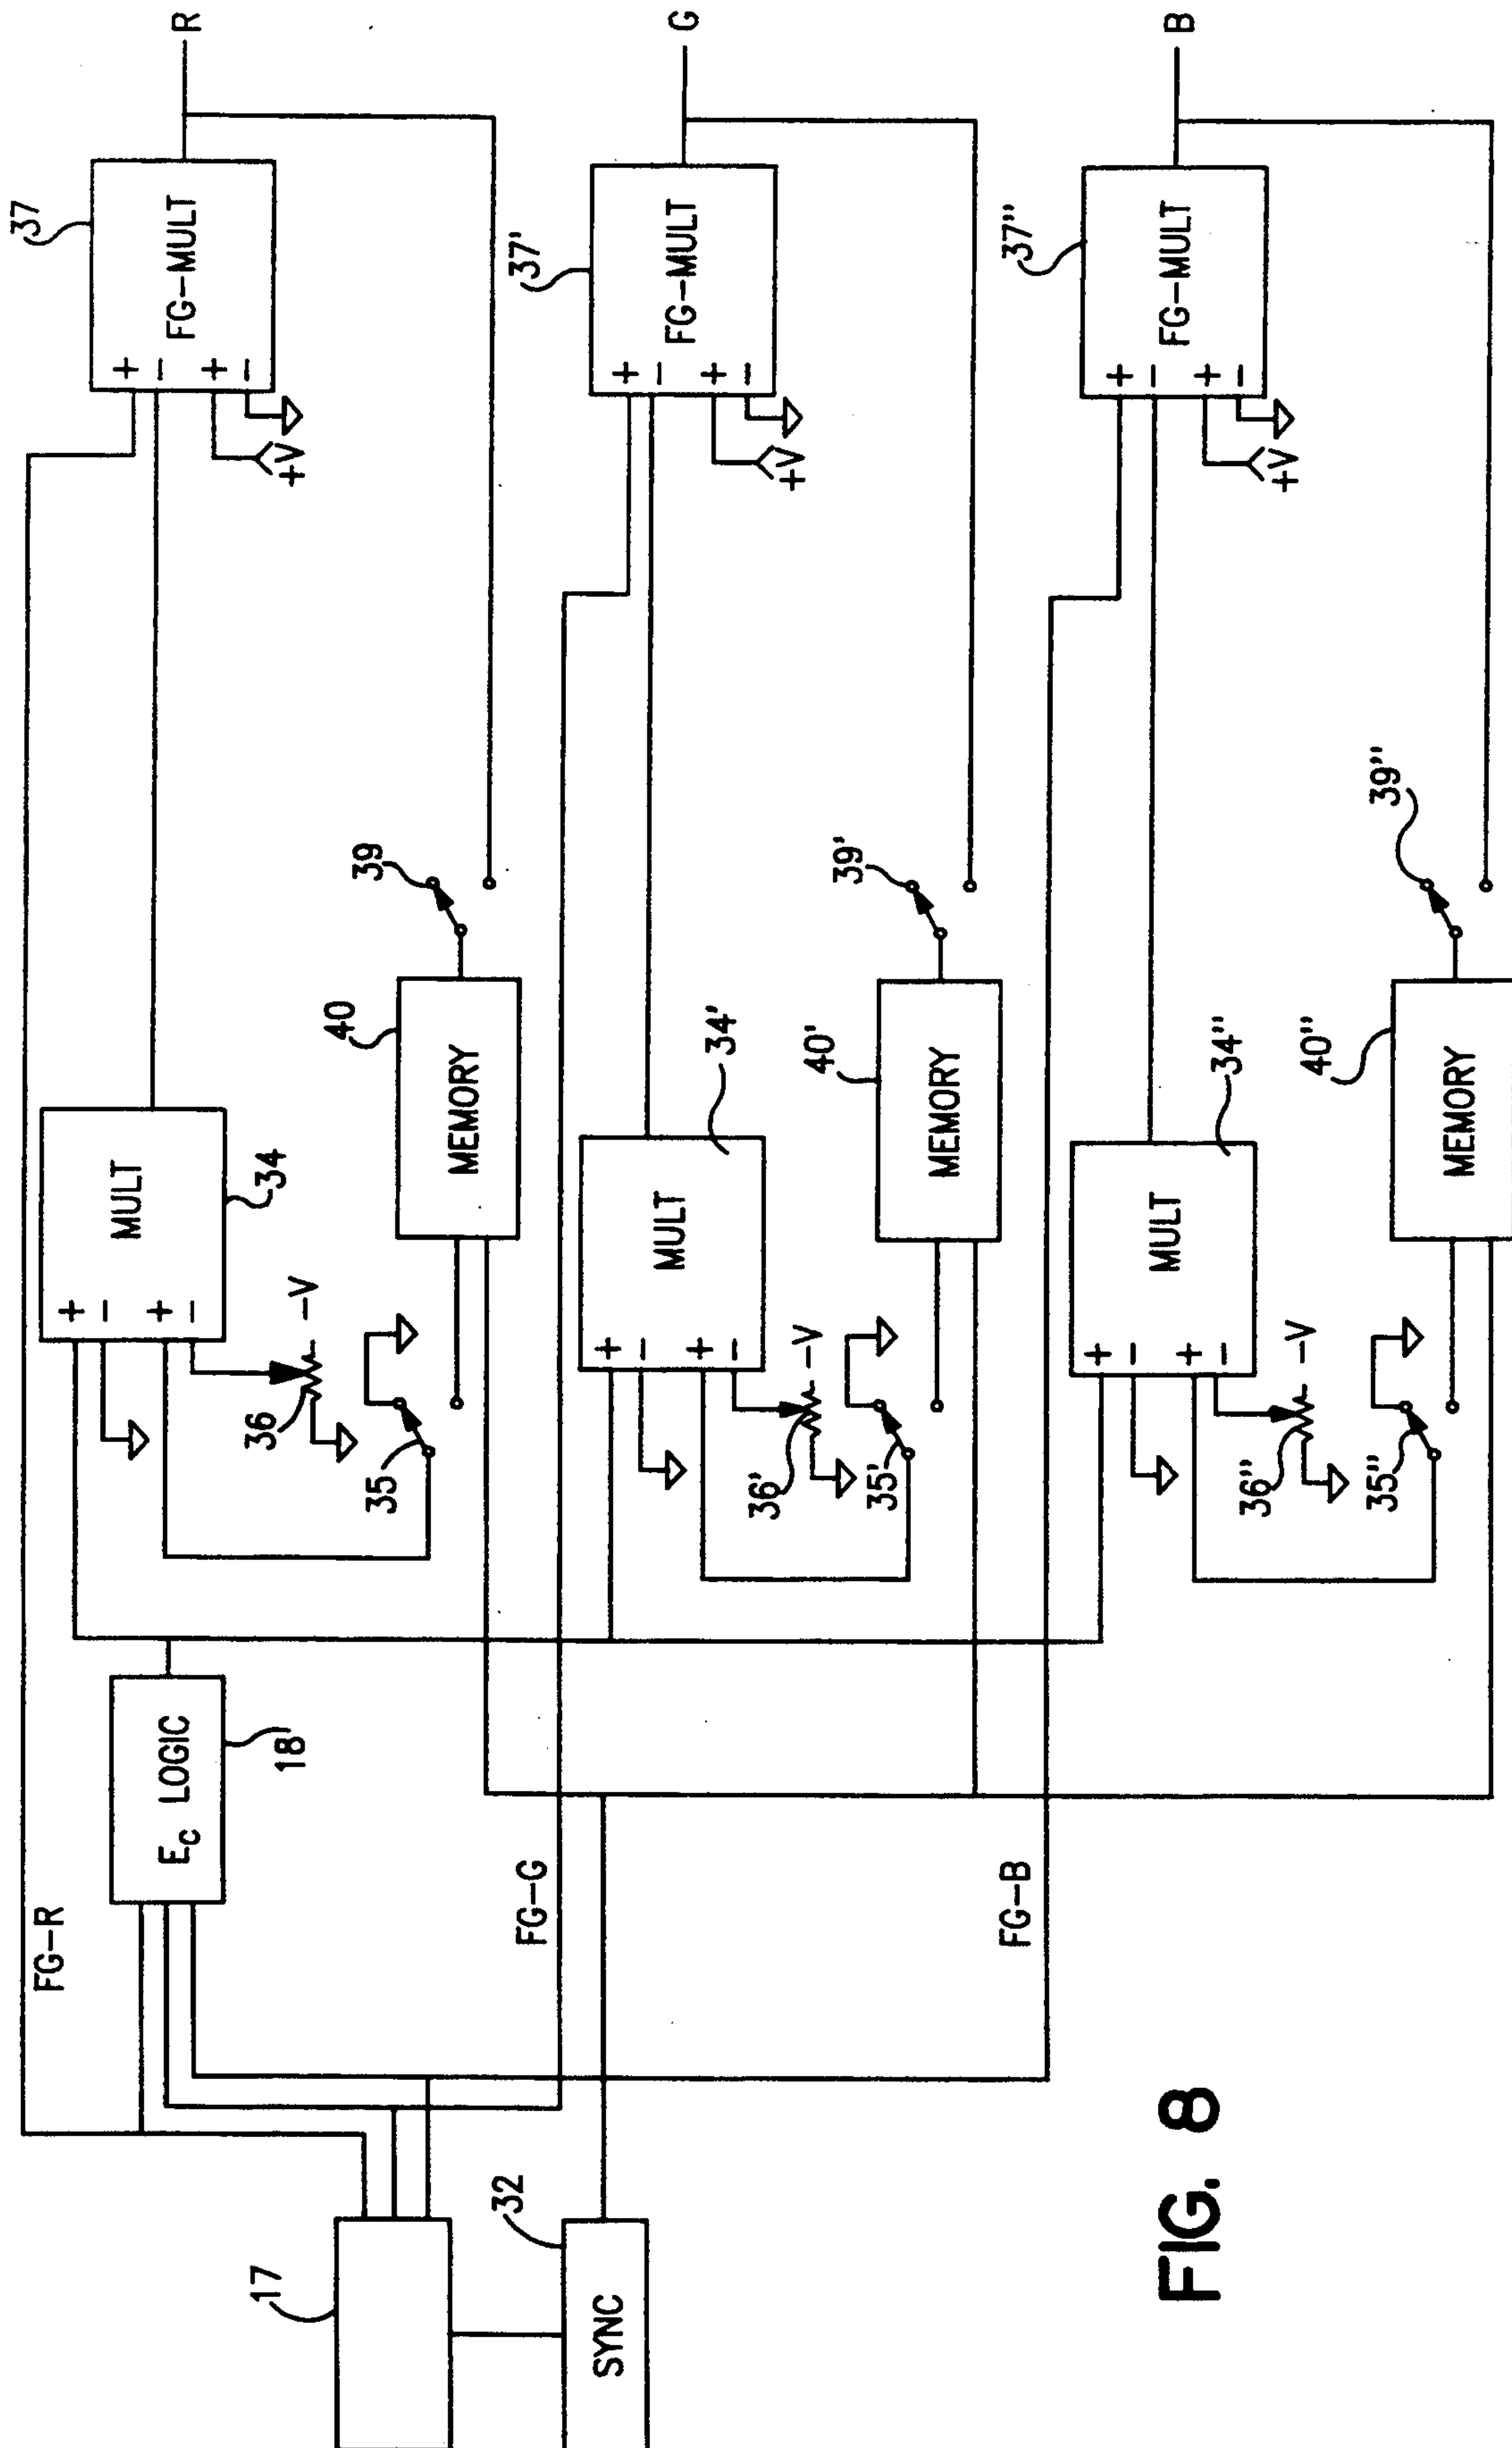 37
R
FG-MULT
+
−
+
−
+V
FG-R
34
MULT
+
−
+
−
36
−V
35
40
MEMORY
39
E_C LOGIC
18
37'
G
FG-MULT
+
−
+
−
+V
FG-G
34'
MULT
+
−
+
−
36'
−V
35'
40'
MEMORY
39'
37"
B
FG-MULT
+
−
+
−
+V
FG-B
34"
MULT
+
−
+
−
36"
−V
35"
40"
MEMORY
39"
17
32
SYNC
FIG. 8